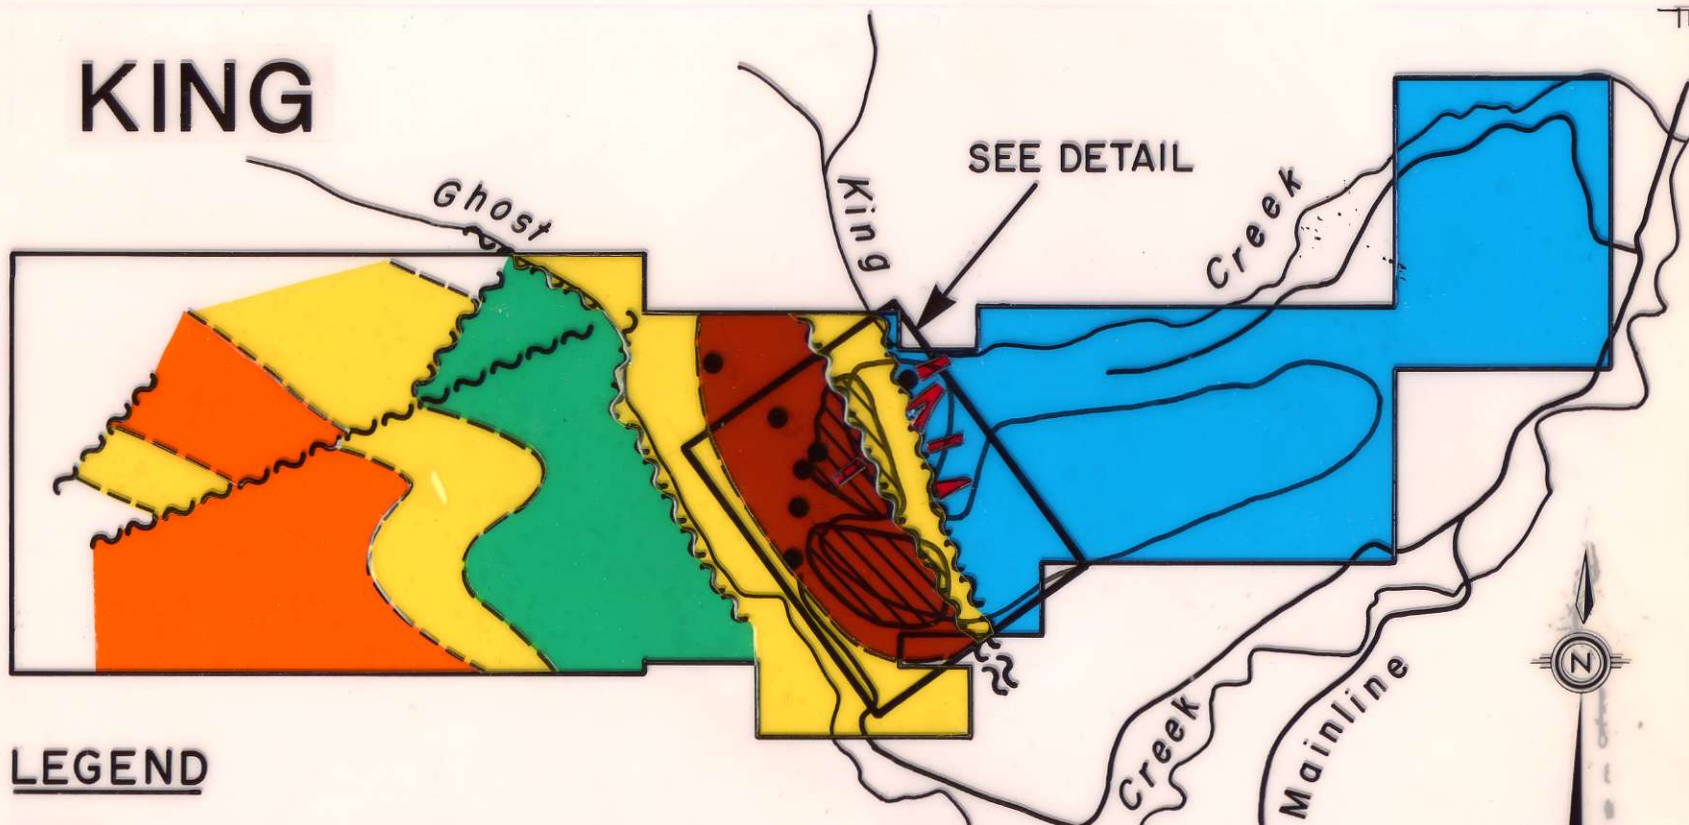 KING
Ghost
King
SEE DETAIL
Creek
N
Creek
Mainline
LEGEND